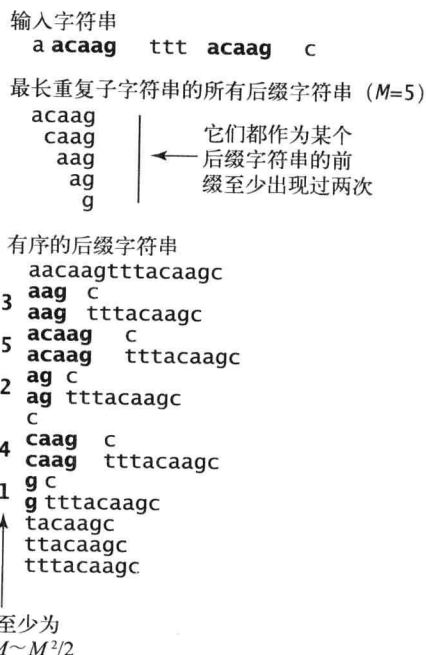 输入字符串
a acaag ttt acaag c
最长重复子字符串的所有后缀字符串 (M=5)
acaag
caag
aag
ag
g
它们都作为某个
后缀字符串的前
缀至少出现过两次
有序的后缀字符串
aacaagtttacaagc
3
aag c
aag tttacaagc
5
acaag c
acaag tttacaagc
2
ag c
ag tttacaagc
c
4
caag c
caag tttacaagc
1
g c
g tttacaagc
tacaagc
ttacaagc
tttacaagc
至少为
M~M²/2